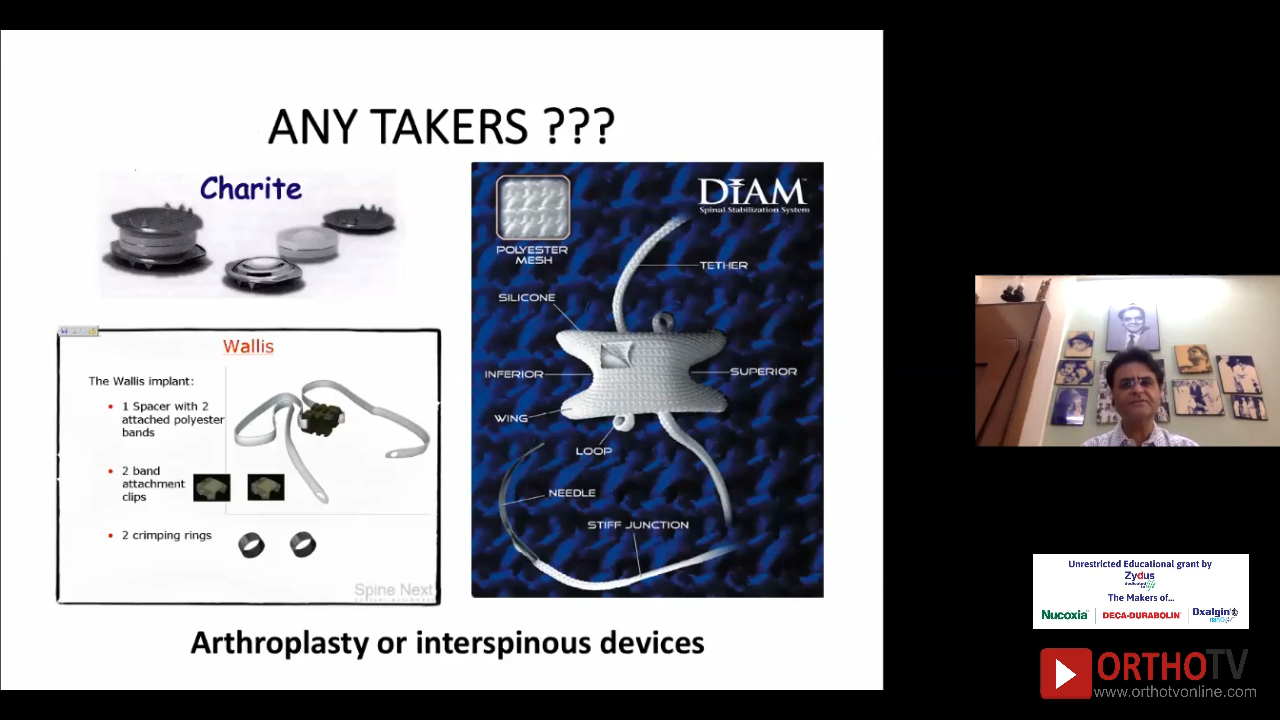 ANY TAKERS ???
Charite
DIAM™
Spinal Stabilization System
POLYESTER
MESH
TETHER
SILICONE
INFERIOR
SUPERIOR
WING
LOOP
NEEDLE
STIFF JUNCTION
Wallis
The Wallis implant:
• 1 Spacer with 2
attached polyester
bands
• 2 band
attachment
clips
• 2 crimping rings
Spine Next
Arthroplasty or interspinous devices
Unrestricted Educational grant by
Zydus
The Makers of...
Nucoxia
DECA-DURABOLIN
Dxalgin
ORTHOTV
www.orthotvonline.com